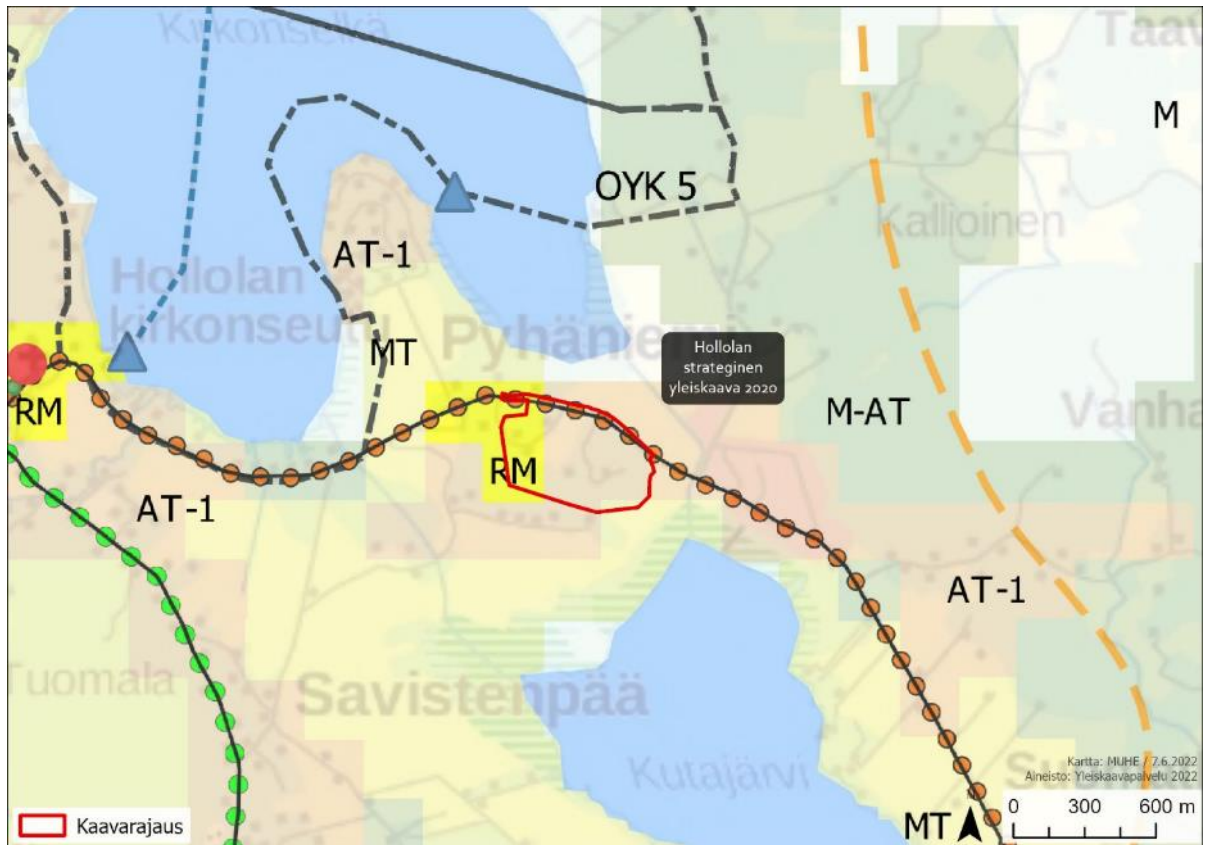 Kirkonselkä
Taav
M
OYK 5
Kallioinen
AT-1
Hollolan
kirkonseutu
MT
Pyhäniemi
Hollolan
strateginen
yleiskaava 2020
RM
M-AT
Vanha
RM
AT-1
AT-1
Tuomala
Savistenpää
Kutajärvi
Kartta: MUHE / 7.6.2022
Aineisto: Yleiskaavapalvelu 2022
Kaavarajaus
MT
0 300 600 m